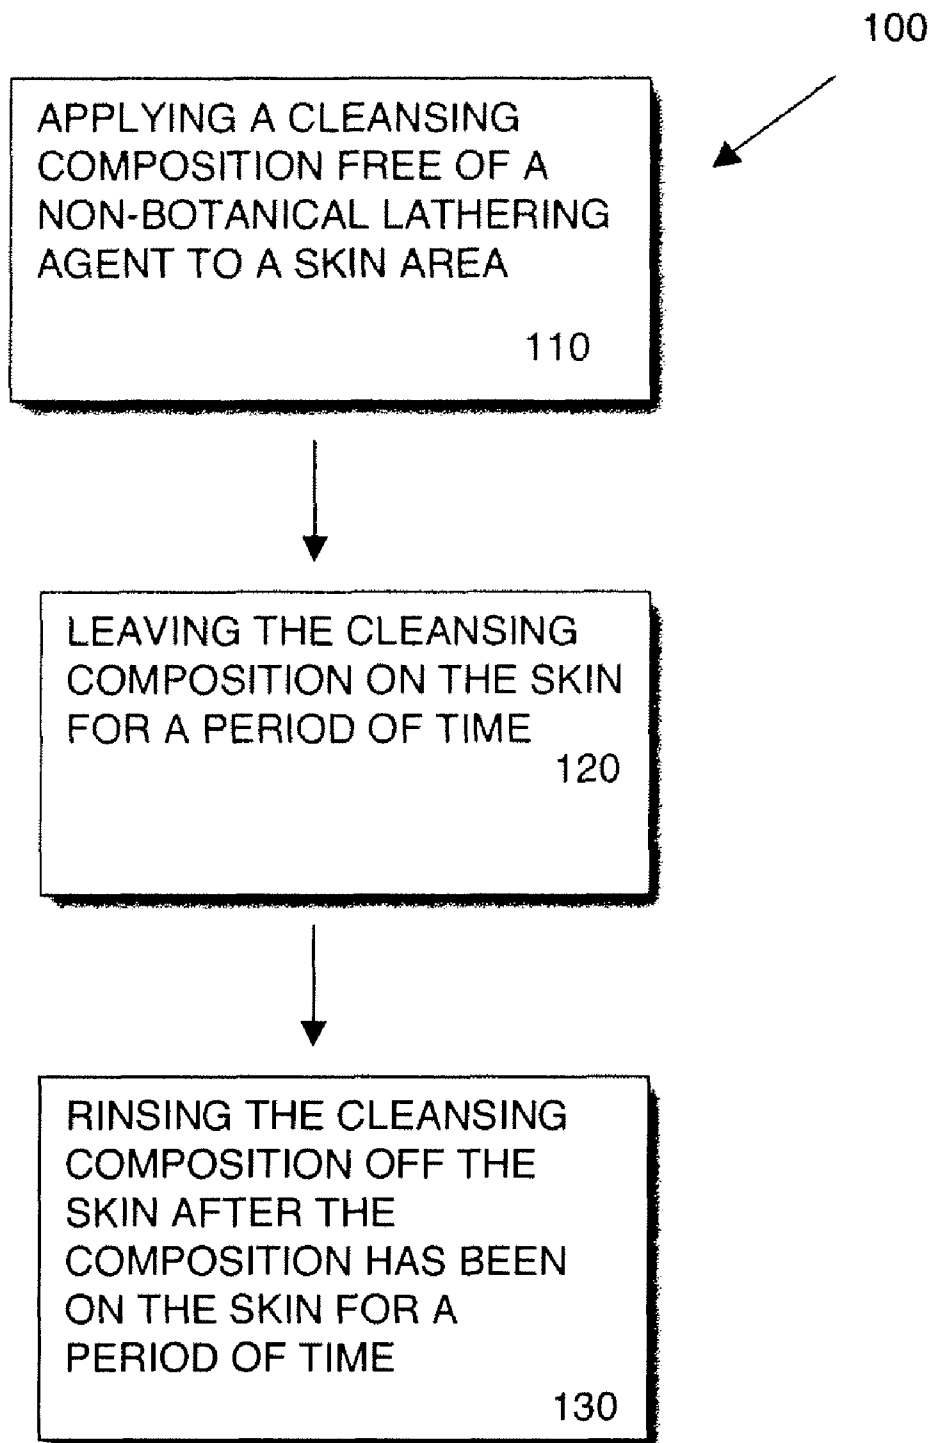 100
APPLYING A CLEANSING
COMPOSITION FREE OF A
NON-BOTANICAL LATHERING
AGENT TO A SKIN AREA
110
LEAVING THE CLEANSING
COMPOSITION ON THE SKIN
FOR A PERIOD OF TIME
120
RINSING THE CLEANSING
COMPOSITION OFF THE
SKIN AFTER THE
COMPOSITION HAS BEEN
ON THE SKIN FOR A
PERIOD OF TIME
130